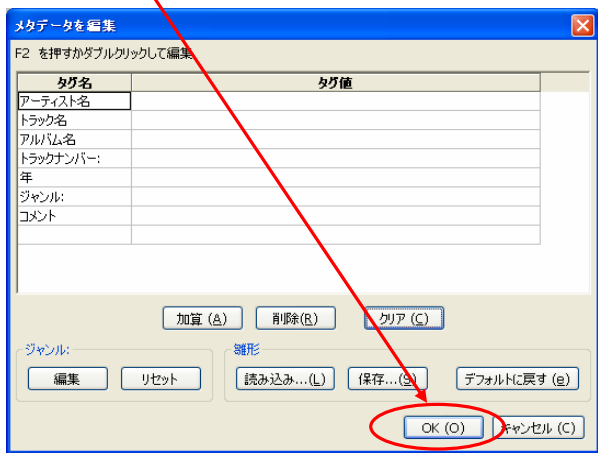 メタデータを編集
F2 を押すかダブルクリックして編集
タグ名 タグ値
アーティスト名
トラック名
アルバム名
トラックナンバー:
年
ジャンル:
コメント
加算 (A) 削除(R) クリア (C)
ジャンル: 雛形
編集 リセット 読み込み...(L) 保存...(S) デフォルトに戻す (e)
OK (O) キャンセル (C)